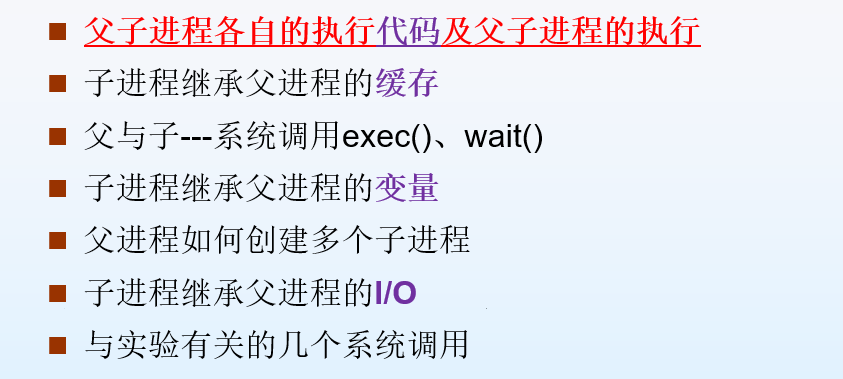 父子进程各自的执行代码及父子进程的执行
子进程继承父进程的缓存
父与子---系统调用exec()、wait()
子进程继承父进程的变量
父进程如何创建多个子进程
子进程继承父进程的I/O
与实验有关的几个系统调用